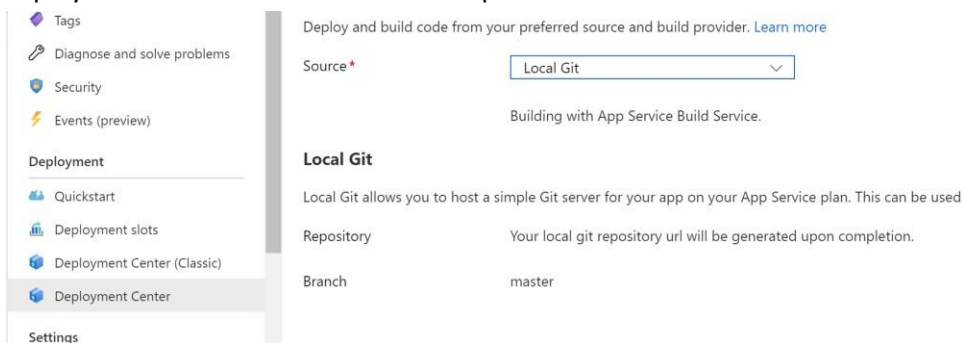 Tags
Diagnose and solve problems
Security
Events (preview)
Deployment
Quickstart
Deployment slots
Deployment Center (Classic)
Deployment Center
Settings
Deploy and build code from your preferred source and build provider. Learn more
Source*
Local Git
Building with App Service Build Service.
Local Git
Local Git allows you to host a simple Git server for your app on your App Service plan. This can be used
Repository
Your local git repository url will be generated upon completion.
Branch
master